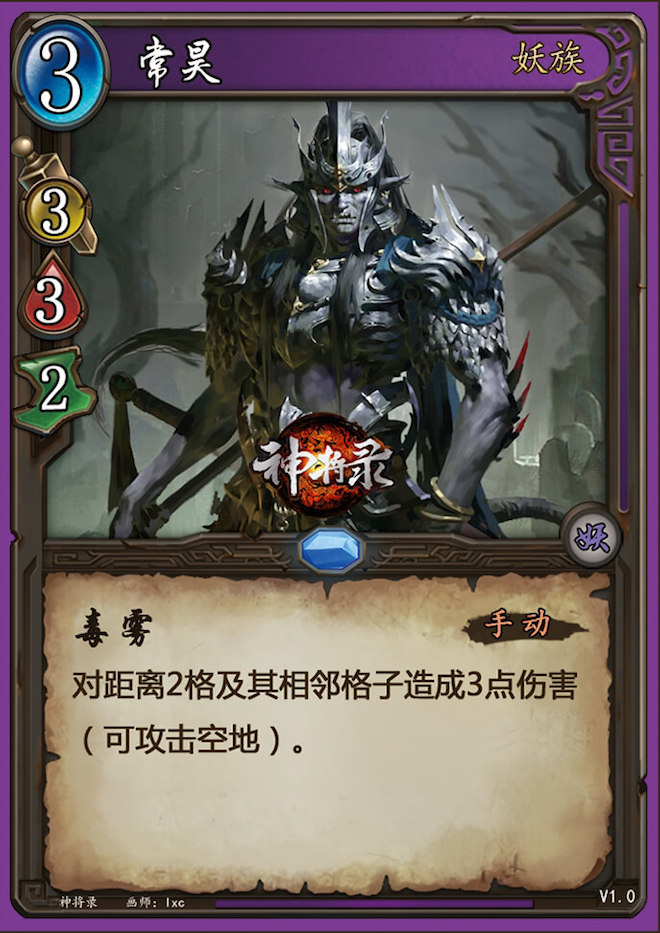 3 常昊 妖族
3
3
2
神将录
妖
毒雾 手动
对距离2格及其相邻格子造成3点伤害
（可攻击空地）。
神将录 画师：lxc V1.0